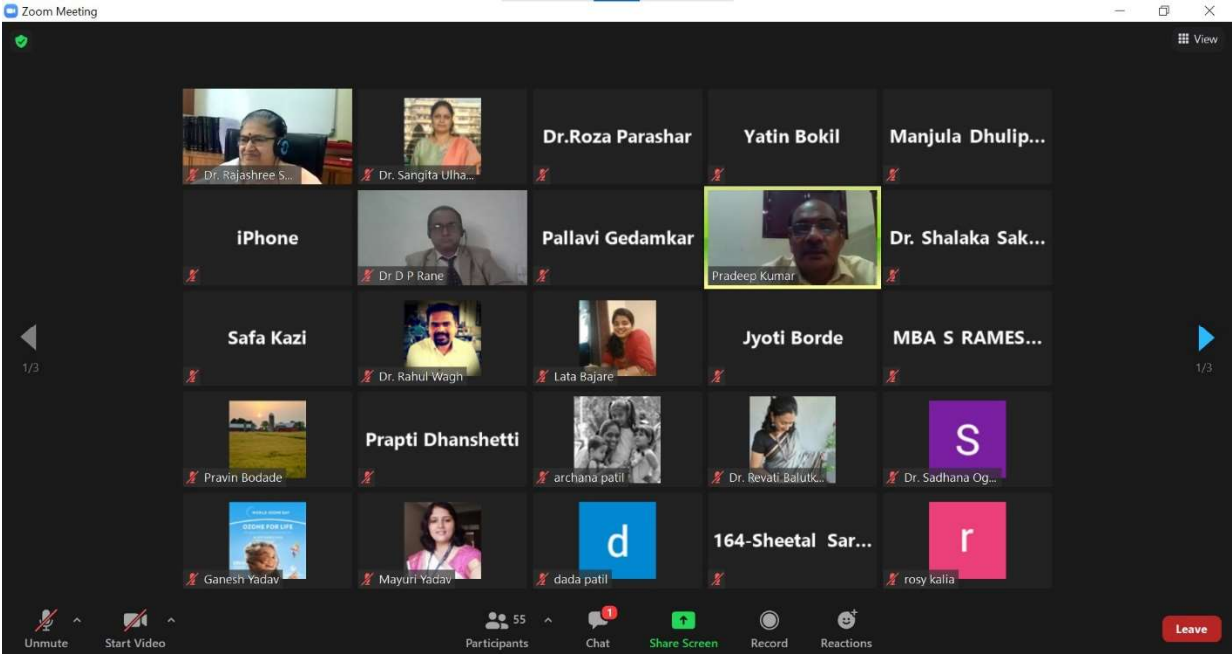 Zoom Meeting
View
Dr. Rajashree S...
Dr. Sangita Ulha...
Dr.Roza Parashar
Yatin Bokil
Manjula Dhulip...
iPhone
Dr D P Rane
Pallavi Gedamkar
Pradeep Kumar
Dr. Shalaka Sak...
Safa Kazi
Dr. Rahul Wagh
Lata Bajare
Jyoti Borde
MBA S RAMES...
1/3
1/3
Pravin Bodade
Prapti Dhanshetti
archana patil
Dr. Revati Balutk...
S
Dr. Sadhana Og...
OZONE FOR LIFE
Ganesh Yadav
Mayuri Yadav
d
dada patil
164-Sheetal Sar...
r
rosy kalia
Unmute
Start Video
55
Participants
1
Chat
Share Screen
Record
Reactions
Leave